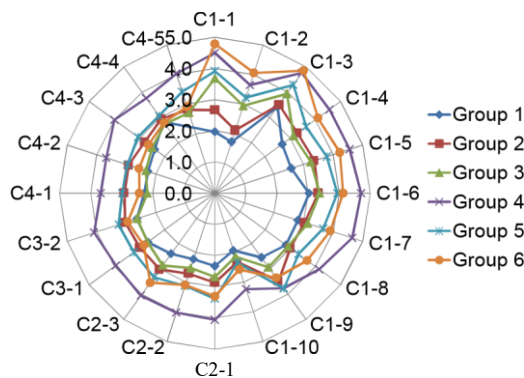 C1-1
C1-2
C1-3
C1-4
C1-5
C1-6
C1-7
C1-8
C1-9
C1-10
C2-1
C2-2
C2-3
C3-1
C3-2
C4-1
C4-2
C4-3
C4-4
C4-5
5.0
4.0
3.0
2.0
1.0
0.0
Group 1
Group 2
Group 3
Group 4
Group 5
Group 6